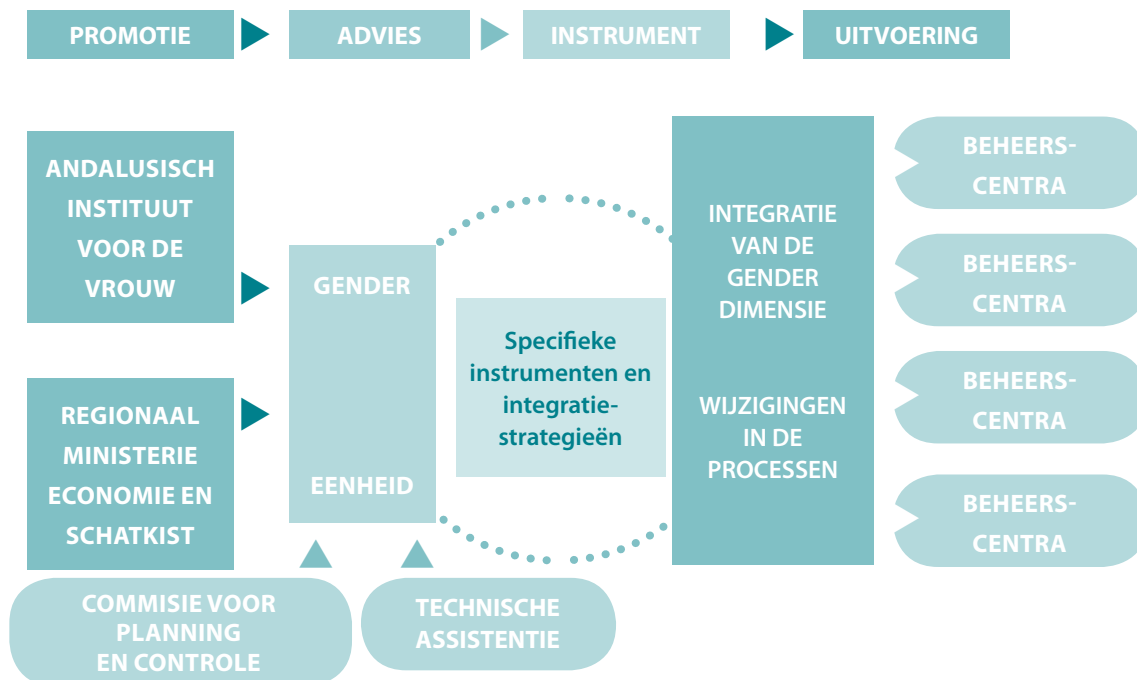 PROMOTIE
ADVIES
INSTRUMENT
UITVOERING
ANDALUSISCH
INSTITUUT
VOOR DE
VROUW
REGIONAAL
MINISTERIE
ECONOMIE EN
SCHATKIST
GENDER
EENHEID
Specifieke
instrumenten en
integratie-
strategieën
INTEGRATIE
VAN DE
GENDER
DIMENSIE
WIJZIGINGEN
IN DE
PROCESSEN
BEHEERS-
CENTRA
BEHEERS-
CENTRA
BEHEERS-
CENTRA
BEHEERS-
CENTRA
COMMISIE VOOR
PLANNING
EN CONTROLE
TECHNISCHE
ASSISTENTIE